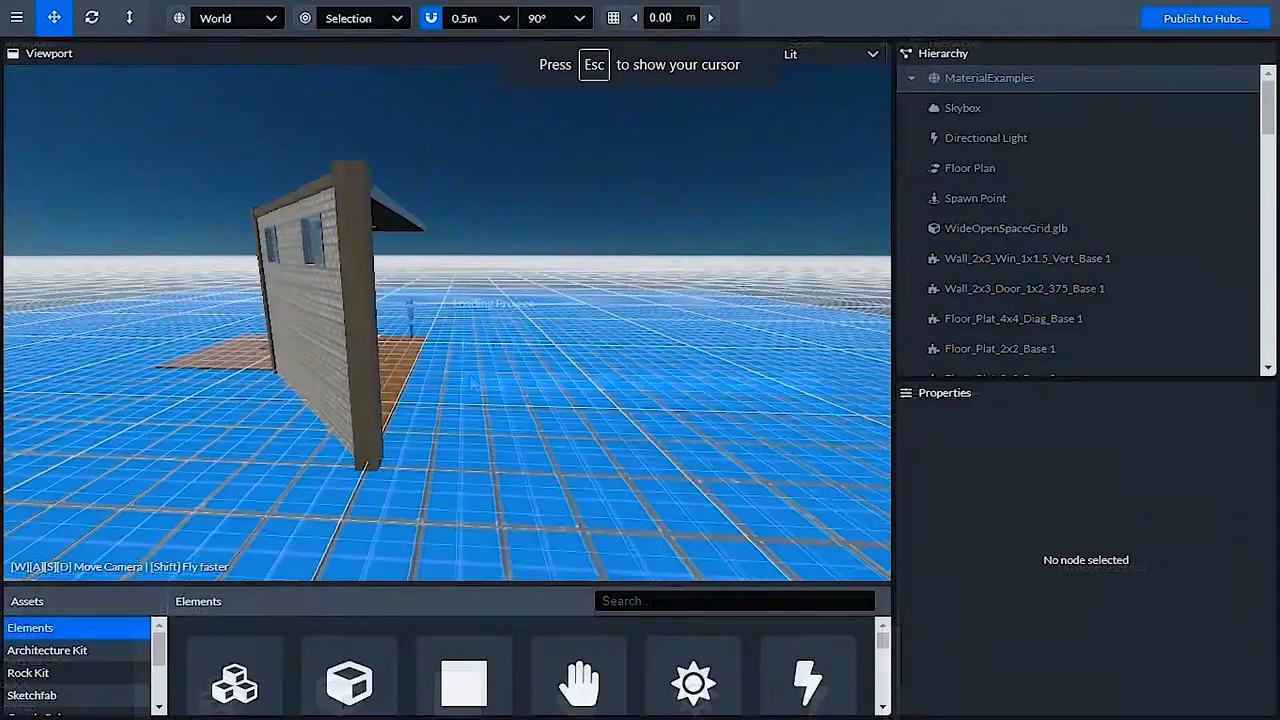 World
Selection
0.5m
90°
0.00 m
Publish to Hubs...
Viewport
Press Esc to show your cursor
Lit
Loading Project
[W][A][S][D] Move Camera | [Shift] Fly faster
Hierarchy
MaterialExamples
Skybox
Directional Light
Floor Plan
Spawn Point
WideOpenSpaceGrid.glb
Wall_2x3_Win_1x1.5_Vert_Base 1
Wall_2x3_Door_1x2_375_Base 1
Floor_Plat_4x4_Diag_Base 1
Floor_Plat_2x2_Base 1
Properties
No node selected
Assets
Elements
Architecture Kit
Rock Kit
Sketchfab
Elements
Search...